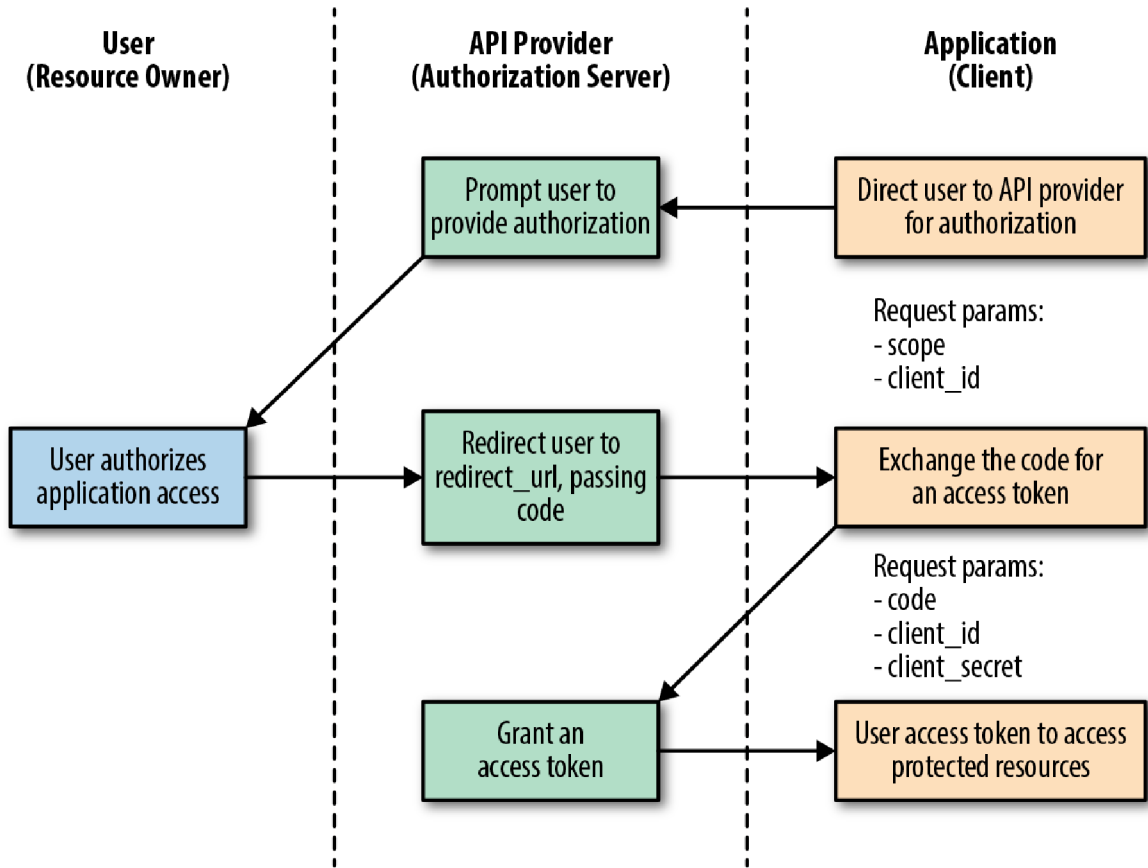 User
(Resource Owner)
API Provider
(Authorization Server)
Application
(Client)
Prompt user to
provide authorization
Direct user to API provider
for authorization
Request params:
- scope
- client_id
User authorizes
application access
Redirect user to
redirect_url, passing
code
Exchange the code for
an access token
Request params:
- code
- client_id
- client_secret
Grant an
access token
User access token to access
protected resources